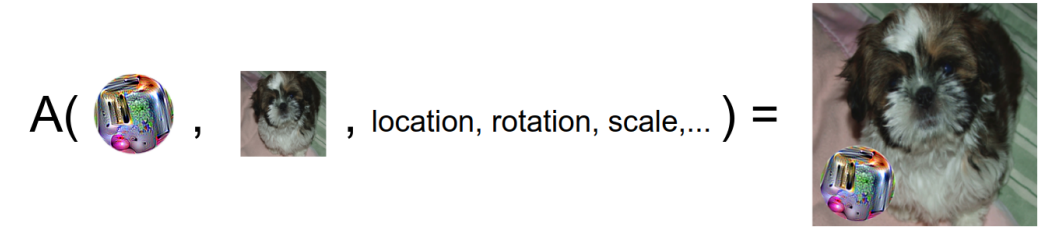 A( , , location, rotation, scale,... ) =